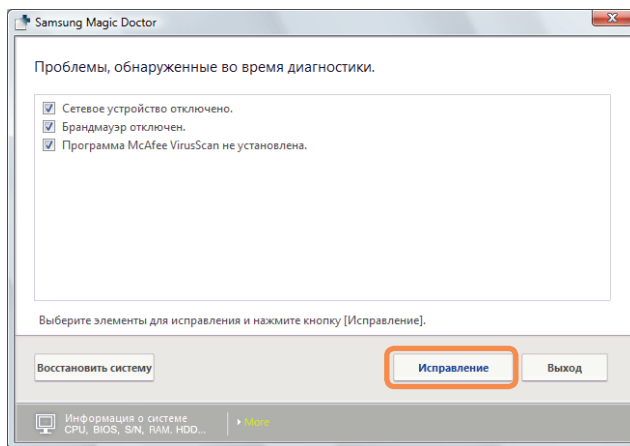 Samsung Magic Doctor
Проблемы, обнаруженные во время диагностики.
Сетевое устройство отключено.
Брандмауэр отключен.
Программа McAfee VirusScan не установлена.
Выберите элементы для исправления и нажмите кнопку [Исправление].
Восстановить систему
Исправление
Выход
Информация о системе
CPU, BIOS, S/N, RAM, HDD...
More